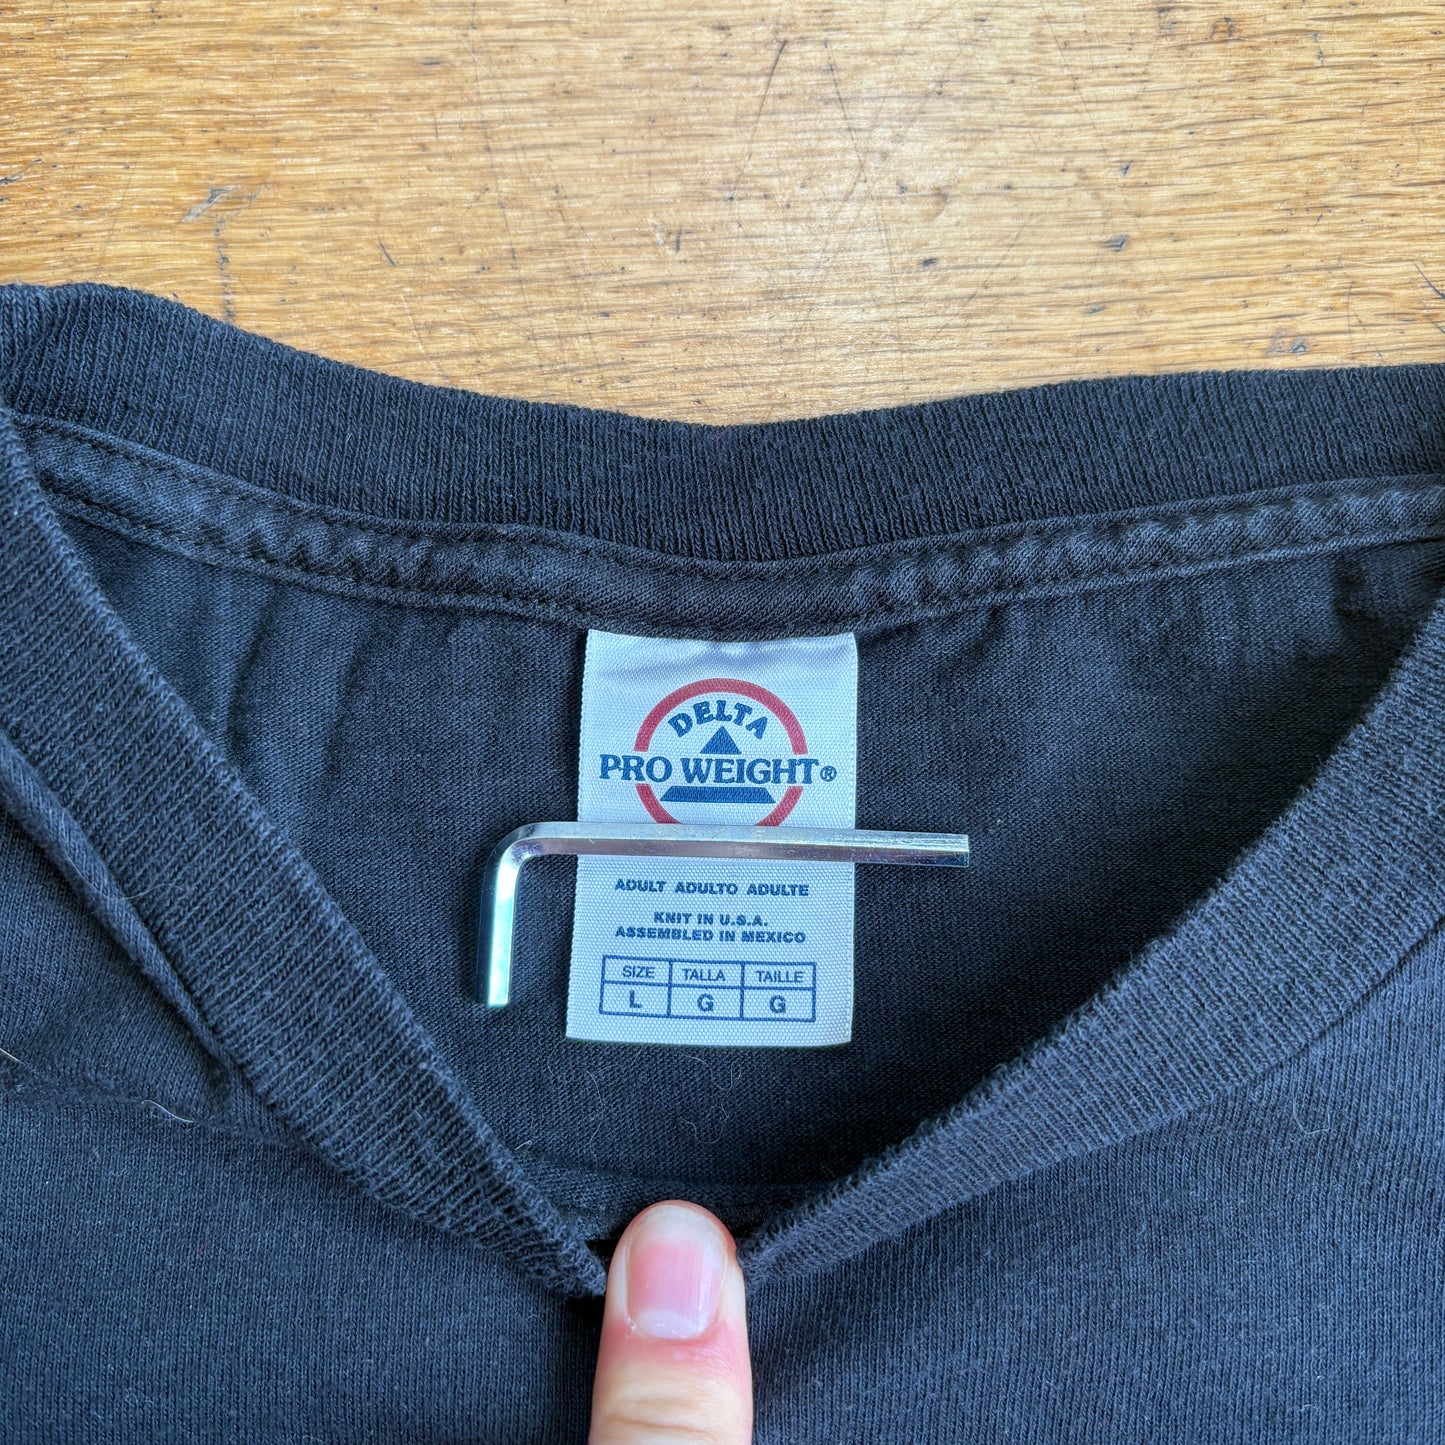 DELTA
PRO WEIGHT®
ADULT ADULTO ADULTE
KNIT IN U.S.A.
ASSEMBLED IN MEXICO
SIZE TALLA TAILLE
L G G